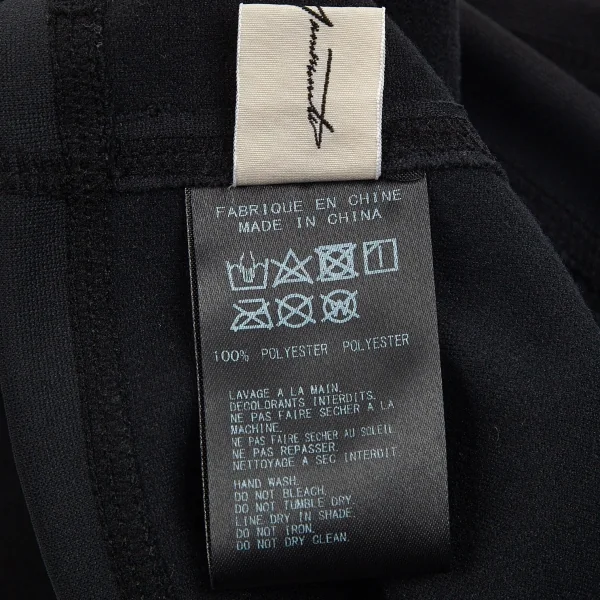 FABRIQUE EN CHINE
MADE IN CHINA
100% POLYESTER POLYESTER
LAVAGE A LA MAIN.
DECOLORANTS INTERDITS.
NE PAS FAIRE SECHER A LA
MACHINE.
NE PAS FAIRE SECHER AU SOLEIL
NE PAS REPASSER.
NETTOYAGE A SEC INTERDIT
HAND WASH.
DO NOT BLEACH.
DO NOT TUMBLE DRY.
LINE DRY IN SHADE.
DO NOT IRON.
DO NOT DRY CLEAN.